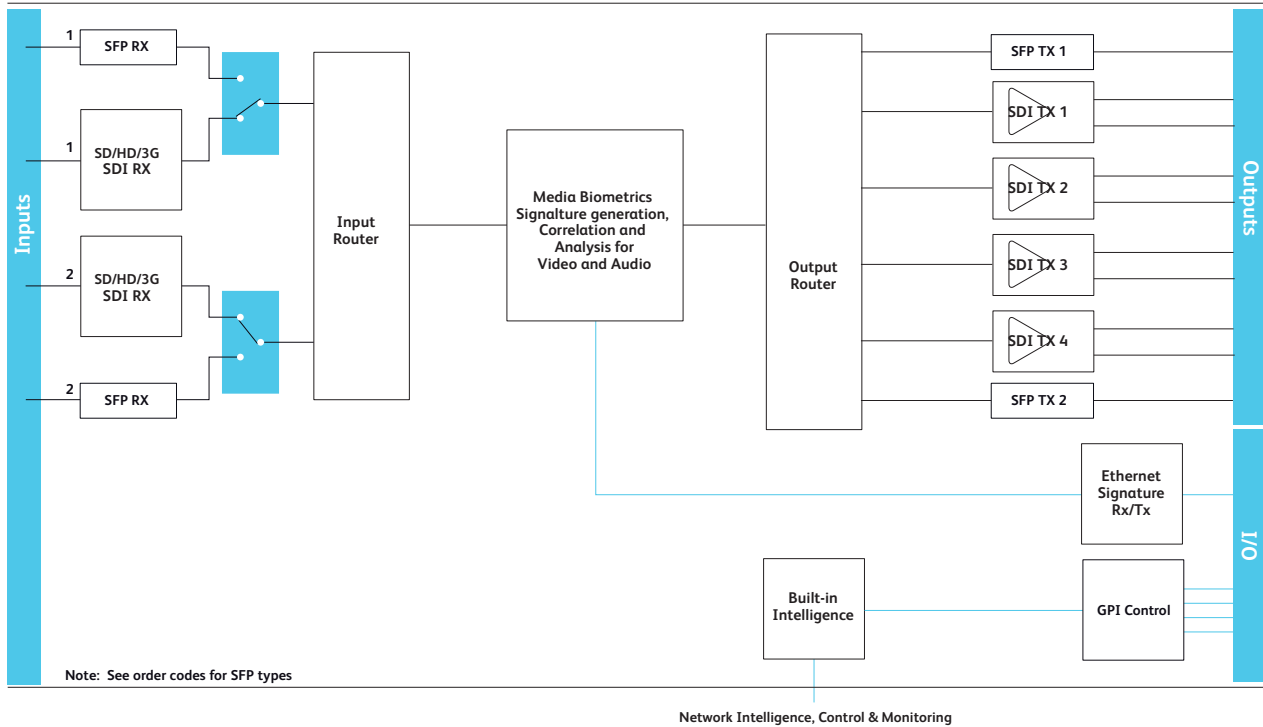 Inputs
1
SFP RX
1
SD/HD/3G
SDI RX
2
SD/HD/3G
SDI RX
2
SFP RX
Input
Router
Media Biometrics
Signalture generation,
Correlation and
Analysis for
Video and Audio
Output
Router
SFP TX 1
SDI TX 1
SDI TX 2
SDI TX 3
SDI TX 4
SFP TX 2
Outputs
Ethernet
Signature
Rx/Tx
I/O
Built-in
Intelligence
GPI Control
Note: See order codes for SFP types
Network Intelligence, Control & Monitoring